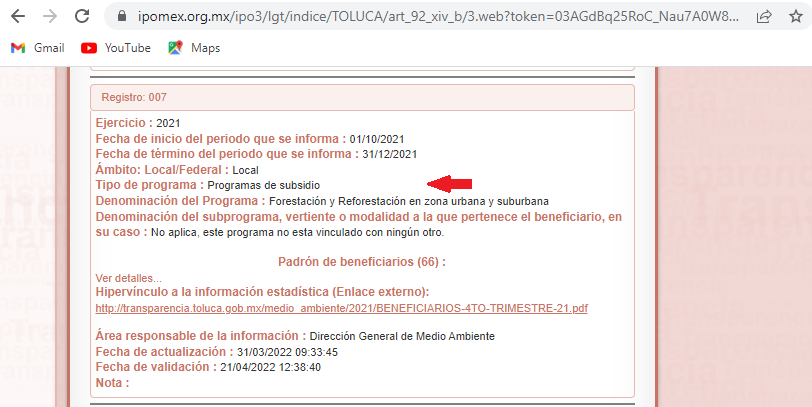 ipomex.org.mx/ipo3/lgt/indice/TOLUCA/art_92_xiv_b/3.web?token=03AGdBq25RoC_Nau7A0W8...
Gmail YouTube Maps
Registro: 007
Ejercicio : 2021
Fecha de inicio del periodo que se informa : 01/10/2021
Fecha de término del periodo que se informa : 31/12/2021
Ámbito: Local/Federal : Local
Tipo de programa : Programas de subsidio
Denominación del Programa : Forestación y Reforestación en zona urbana y suburbana
Denominación del subprograma, vertiente o modalidad a la que pertenece el beneficiario, en
su caso : No aplica, este programa no esta vinculado con ningún otro.
Padrón de beneficiarios (66) :
Ver detalles...
Hipervínculo a la información estadística (Enlace externo):
http://transparencia.toluca.gob.mx/medio_ambiente/2021/BENEFICIARIOS-4TO-TRIMESTRE-21.pdf
Área responsable de la información : Dirección General de Medio Ambiente
Fecha de actualización : 31/03/2022 09:33:45
Fecha de validación : 21/04/2022 12:38:40
Nota :